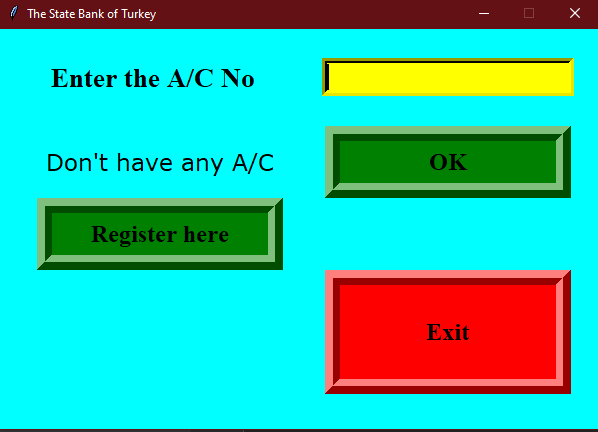 The State Bank of Turkey
Enter the A/C No
Don't have any A/C
OK
Register here
Exit